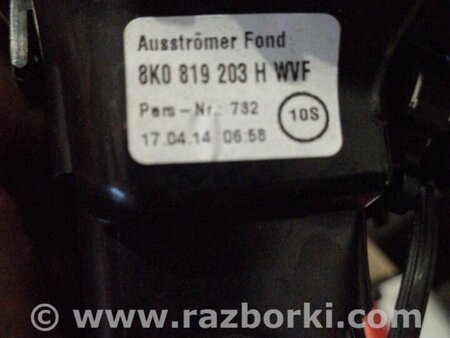 Ausströmer Fond
8K0 819 203 H WVF
Pers-Nr.: 732
10S
17.04.14 06:58
© www.razborki.com